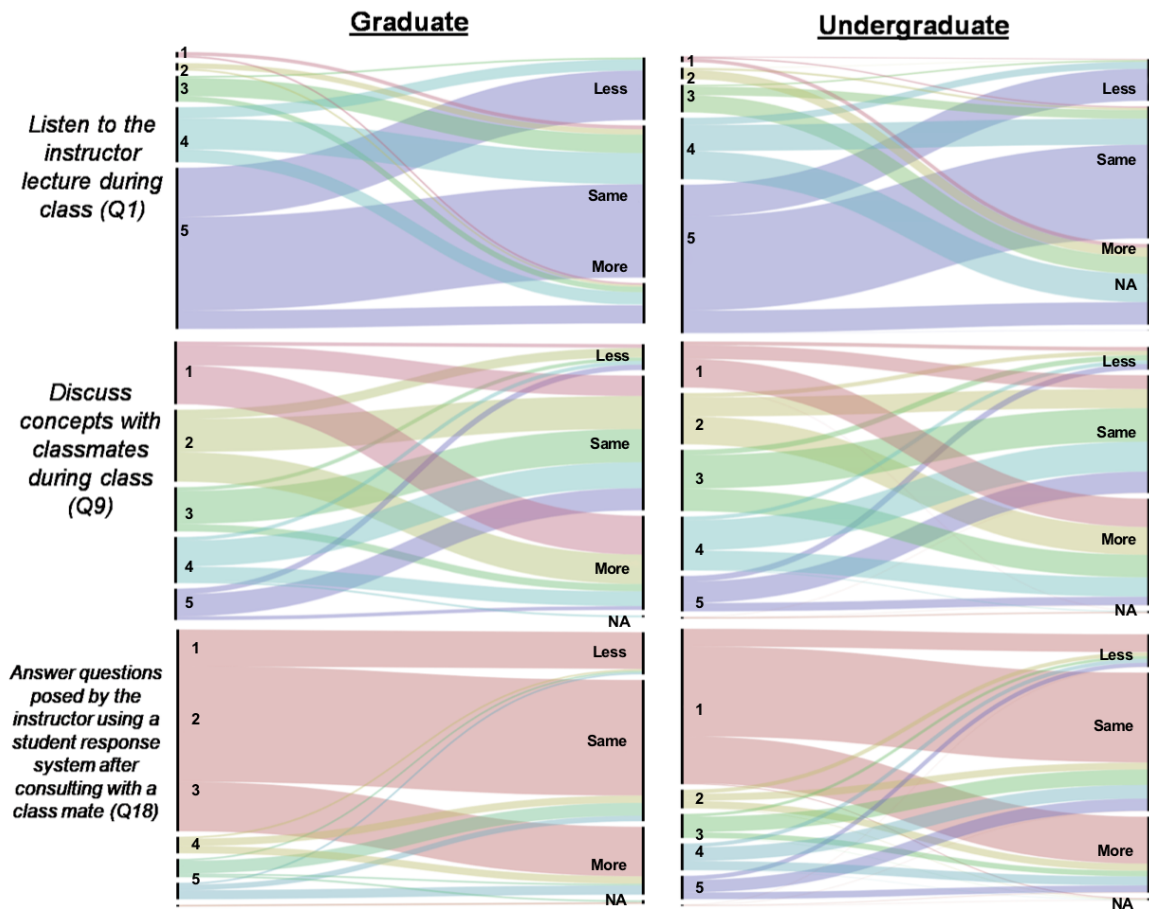 Graduate
Undergraduate
Listen to the
instructor
lecture during
class (Q1)
1
2
3
4
5
Less
Same
More
1
2
3
4
5
Less
Same
More
NA
Discuss
concepts with
classmates
during class
(Q9)
1
2
3
4
5
Less
Same
More
NA
1
2
3
4
5
Less
Same
More
NA
Answer questions
posed by the
instructor using a
student response
system after
consulting with a
class mate (Q18)
1
2
3
4
5
Less
Same
More
NA
1
2
3
4
5
Less
Same
More
NA